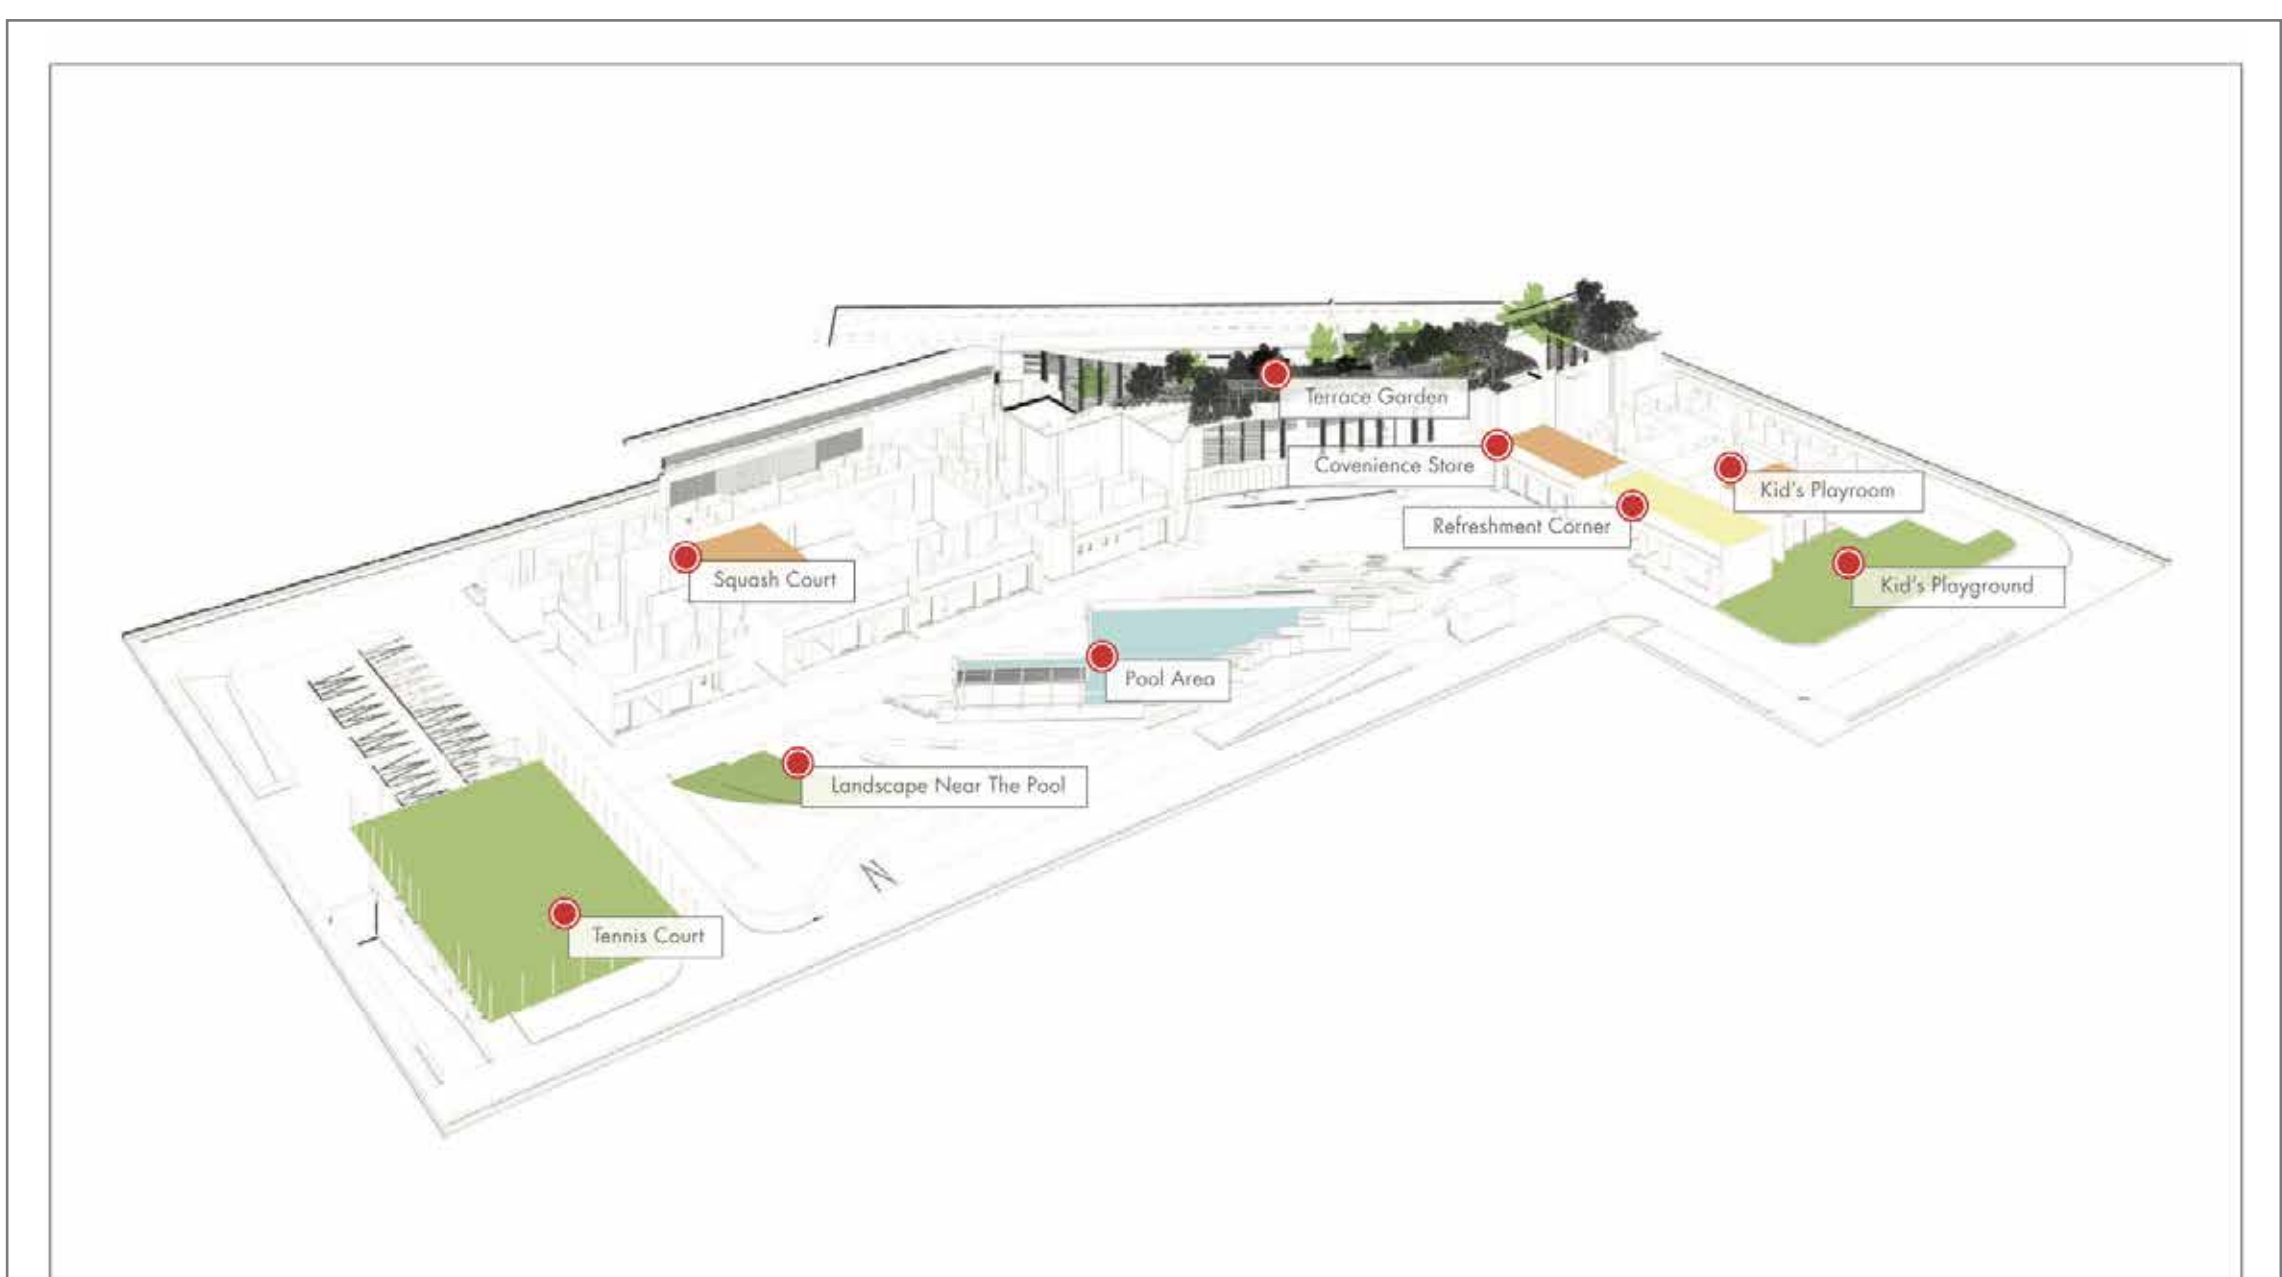 Terrace Garden
Covenience Store
Kid's Playroom
Refreshment Corner
Squash Court
Kid's Playground
Pool Area
Landscape Near The Pool
N
Tennis Court